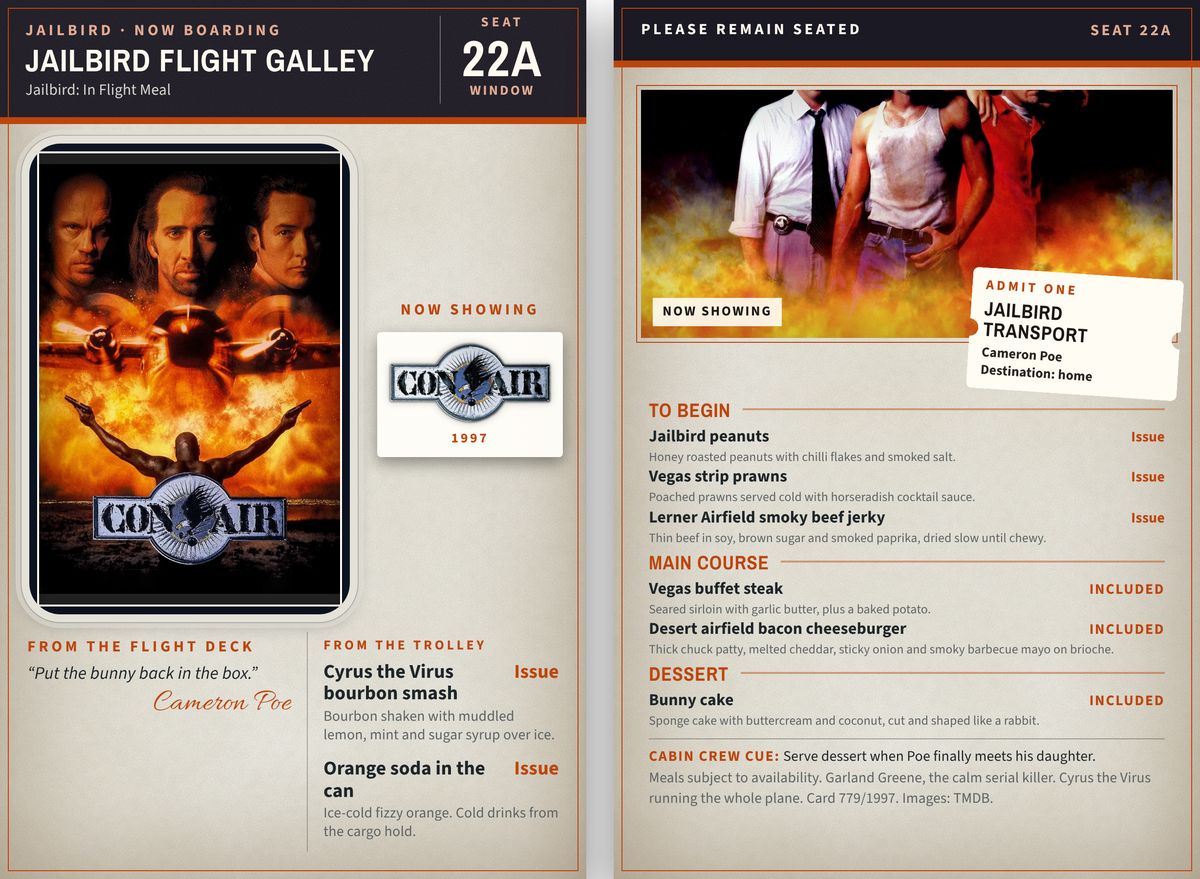 JAILBIRD · NOW BOARDING
JAILBIRD FLIGHT GALLEY
Jailbird: In Flight Meal
SEAT
22A
WINDOW
CON AIR
NOW SHOWING
CON AIR
1997
FROM THE FLIGHT DECK
“Put the bunny back in the box.”
Cameron Poe
FROM THE TROLLEY
Cyrus the Virus Issue
bourbon smash
Bourbon shaken with muddled
lemon, mint and sugar syrup over ice.
Orange soda in the Issue
can
Ice-cold fizzy orange. Cold drinks from
the cargo hold.
PLEASE REMAIN SEATED
SEAT 22A
NOW SHOWING
ADMIT ONE
JAILBIRD
TRANSPORT
Cameron Poe
Destination: home
TO BEGIN
Jailbird peanuts Issue
Honey roasted peanuts with chilli flakes and smoked salt.
Vegas strip prawns Issue
Poached prawns served cold with horseradish cocktail sauce.
Lerner Airfield smoky beef jerky Issue
Thin beef in soy, brown sugar and smoked paprika, dried slow until chewy.
MAIN COURSE
Vegas buffet steak INCLUDED
Seared sirloin with garlic butter, plus a baked potato.
Desert airfield bacon cheeseburger INCLUDED
Thick chuck patty, melted cheddar, sticky onion and smoky barbecue mayo on brioche.
DESSERT
Bunny cake INCLUDED
Sponge cake with buttercream and coconut, cut and shaped like a rabbit.
CABIN CREW CUE: Serve dessert when Poe finally meets his daughter.
Meals subject to availability. Garland Greene, the calm serial killer. Cyrus the Virus
running the whole plane. Card 779/1997. Images: TMDB.